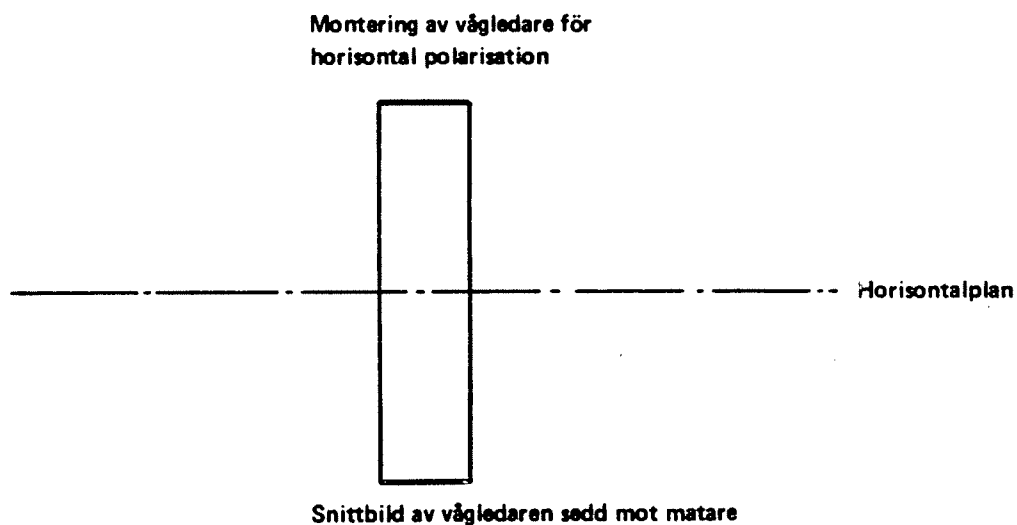 Montering av vågledare för
horisontal polarisation
Horisontalplan
Snittbild av vågledaren sedd mot matare